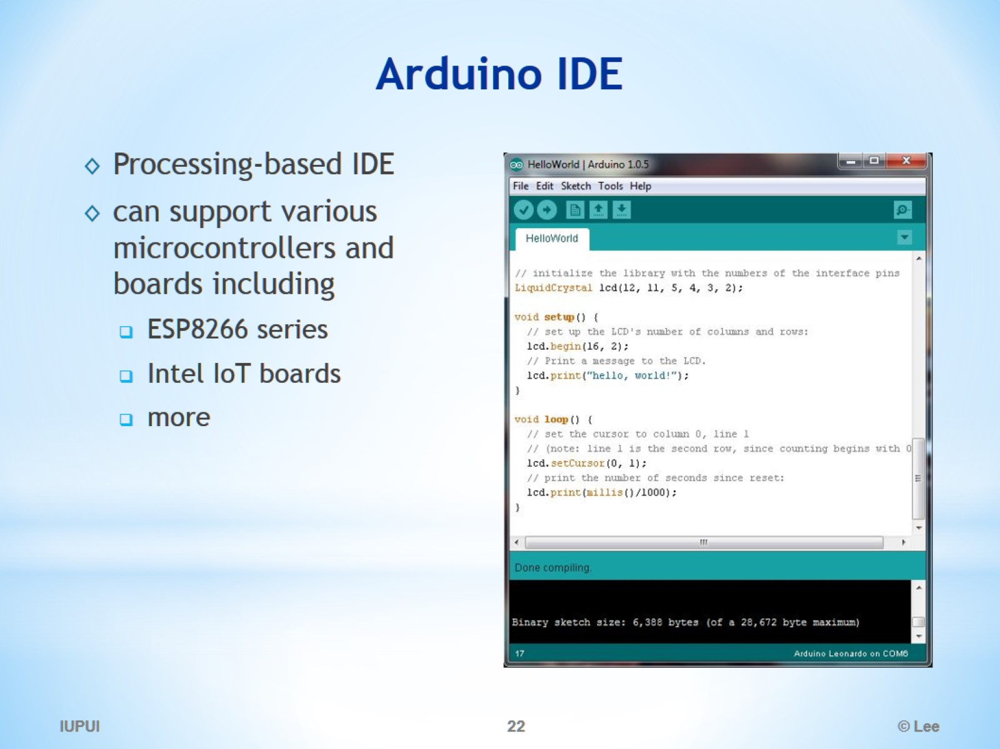 Arduino IDE
Processing-based IDE
can support various
microcontrollers and
boards including
ESP8266 series
Intel IoT boards
more
HelloWorld | Arduino 1.0.5
File Edit Sketch Tools Help
HelloWorld
// initialize the library with the numbers of the interface pins
LiquidCrystal lcd(12, 11, 5, 4, 3, 2);
void setup() {
// set up the LCD's number of columns and rows:
lcd.begin(16, 2);
// Print a message to the LCD.
lcd.print("hello, world!");
}
void loop() {
// set the cursor to column 0, line 1
// (note: line 1 is the second row, since counting begins with 0
lcd.setCursor(0, 1);
// print the number of seconds since reset:
lcd.print(millis()/1000);
}
Done compiling.
Binary sketch size: 6,388 bytes (of a 28,672 byte maximum)
17 Arduino Leonardo on COM6
IUPUI 22 © Lee